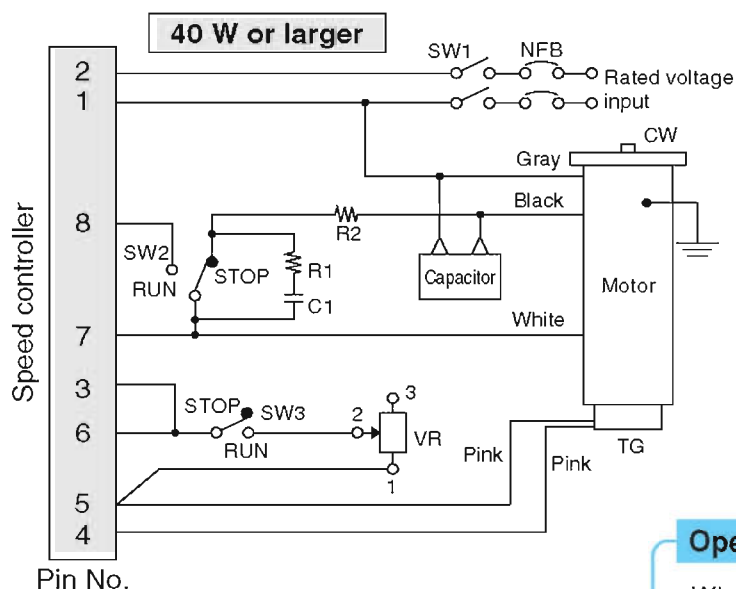 40 W or larger
SW1
NFB
2
Rated voltage
1
input
CW
Gray
Black
8
R2
SW2
STOP
R1
RUN
Capacitor
Motor
C1
Speed controller
White
7
3
3
STOP
SW3
2
6
VR
RUN
Pink
TG
Pink
1
5
4
Ope
Pin No.